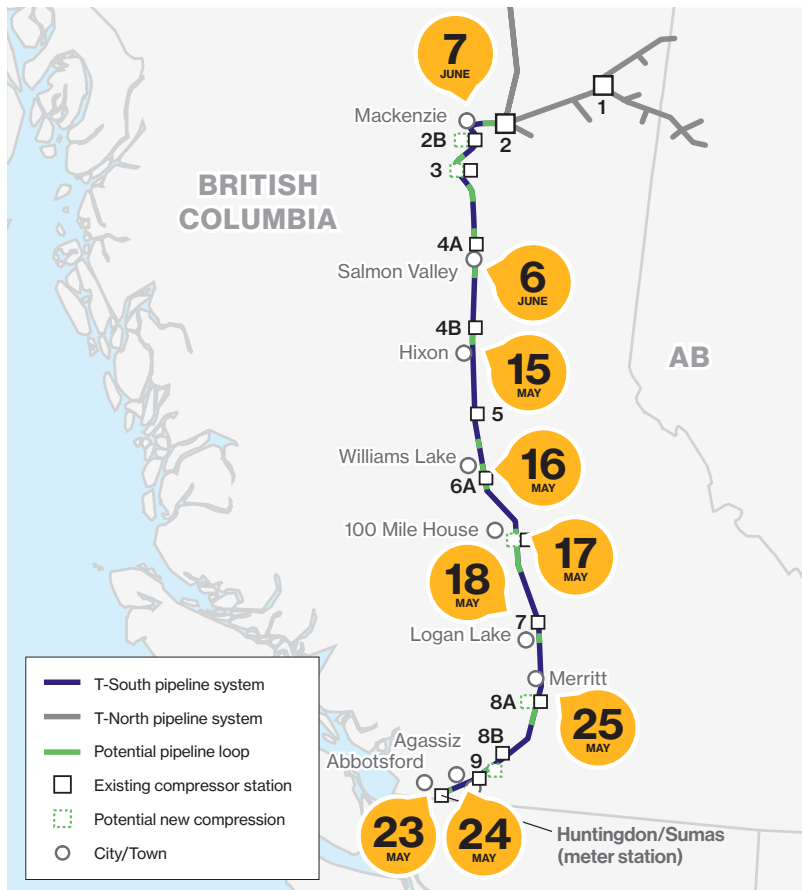 7
JUNE
Mackenzie
1
2
2B
3
BRITISH
COLUMBIA
4A
Salmon Valley
6
JUNE
4B
Hixon
15
MAY
AB
5
Williams Lake
16
MAY
6A
100 Mile House
17
MAY
18
MAY
7
Logan Lake
Merritt
8A
25
MAY
8B
Agassiz
9
Abbotsford
23
MAY
24
MAY
Huntingdon/Sumas
(meter station)
T-South pipeline system
T-North pipeline system
Potential pipeline loop
Existing compressor station
Potential new compression
City/Town